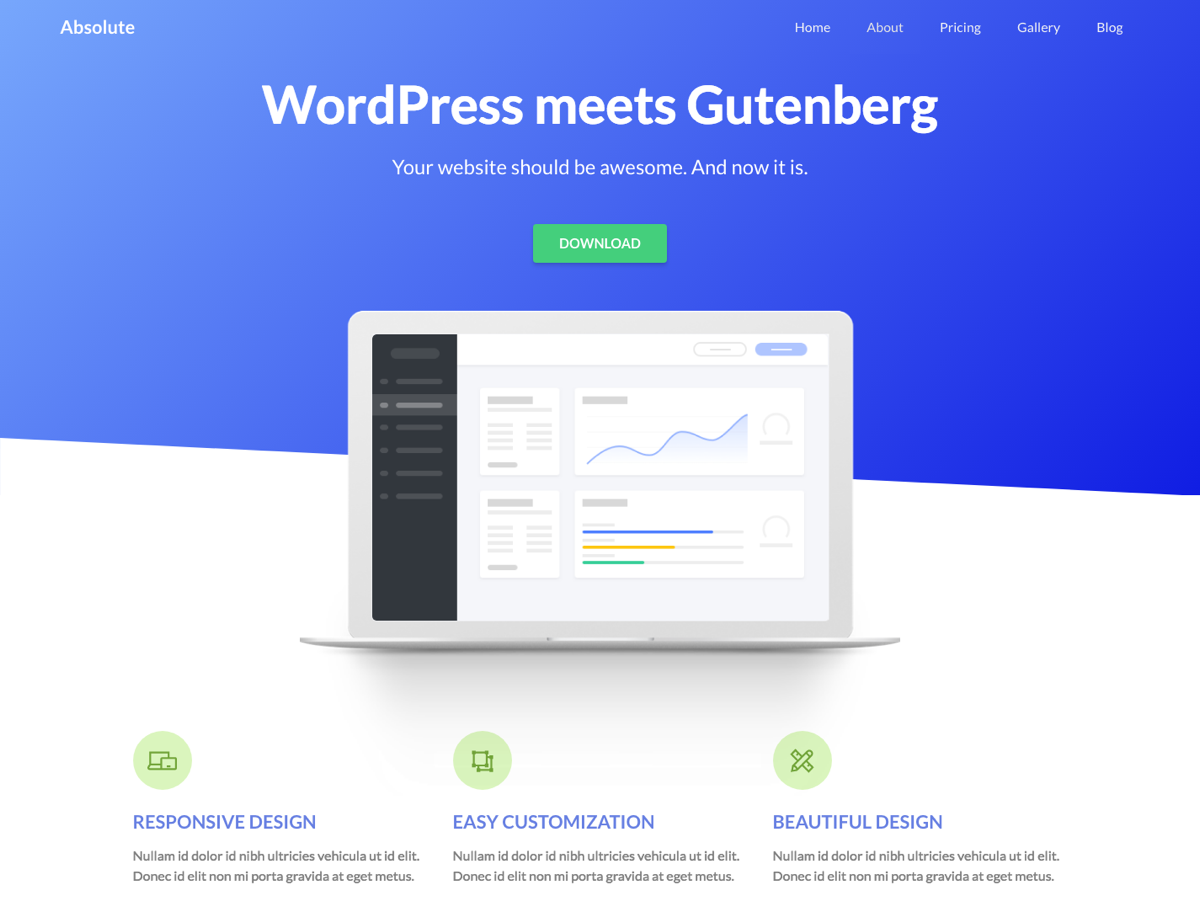 Absolute
Home About Pricing Gallery Blog
WordPress meets Gutenberg
Your website should be awesome. And now it is.
DOWNLOAD
RESPONSIVE DESIGN
Nullam id dolor id nibh ultricies vehicula ut id elit.
Donec id elit non mi porta gravida at eget metus.
EASY CUSTOMIZATION
Nullam id dolor id nibh ultricies vehicula ut id elit.
Donec id elit non mi porta gravida at eget metus.
BEAUTIFUL DESIGN
Nullam id dolor id nibh ultricies vehicula ut id elit.
Donec id elit non mi porta gravida at eget metus.